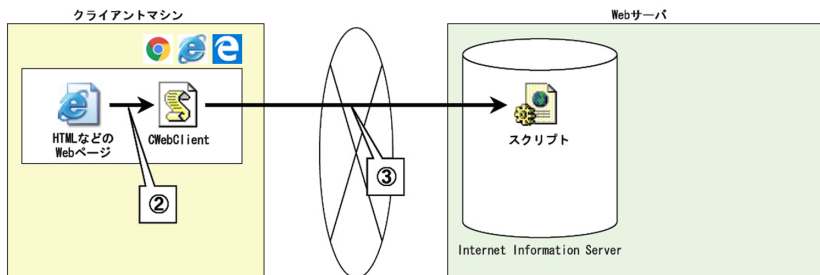 クライアントマシン
Webサーバ
HTMLなどの
Webページ
CWebClient
スクリプト
②
③
Internet Information Server